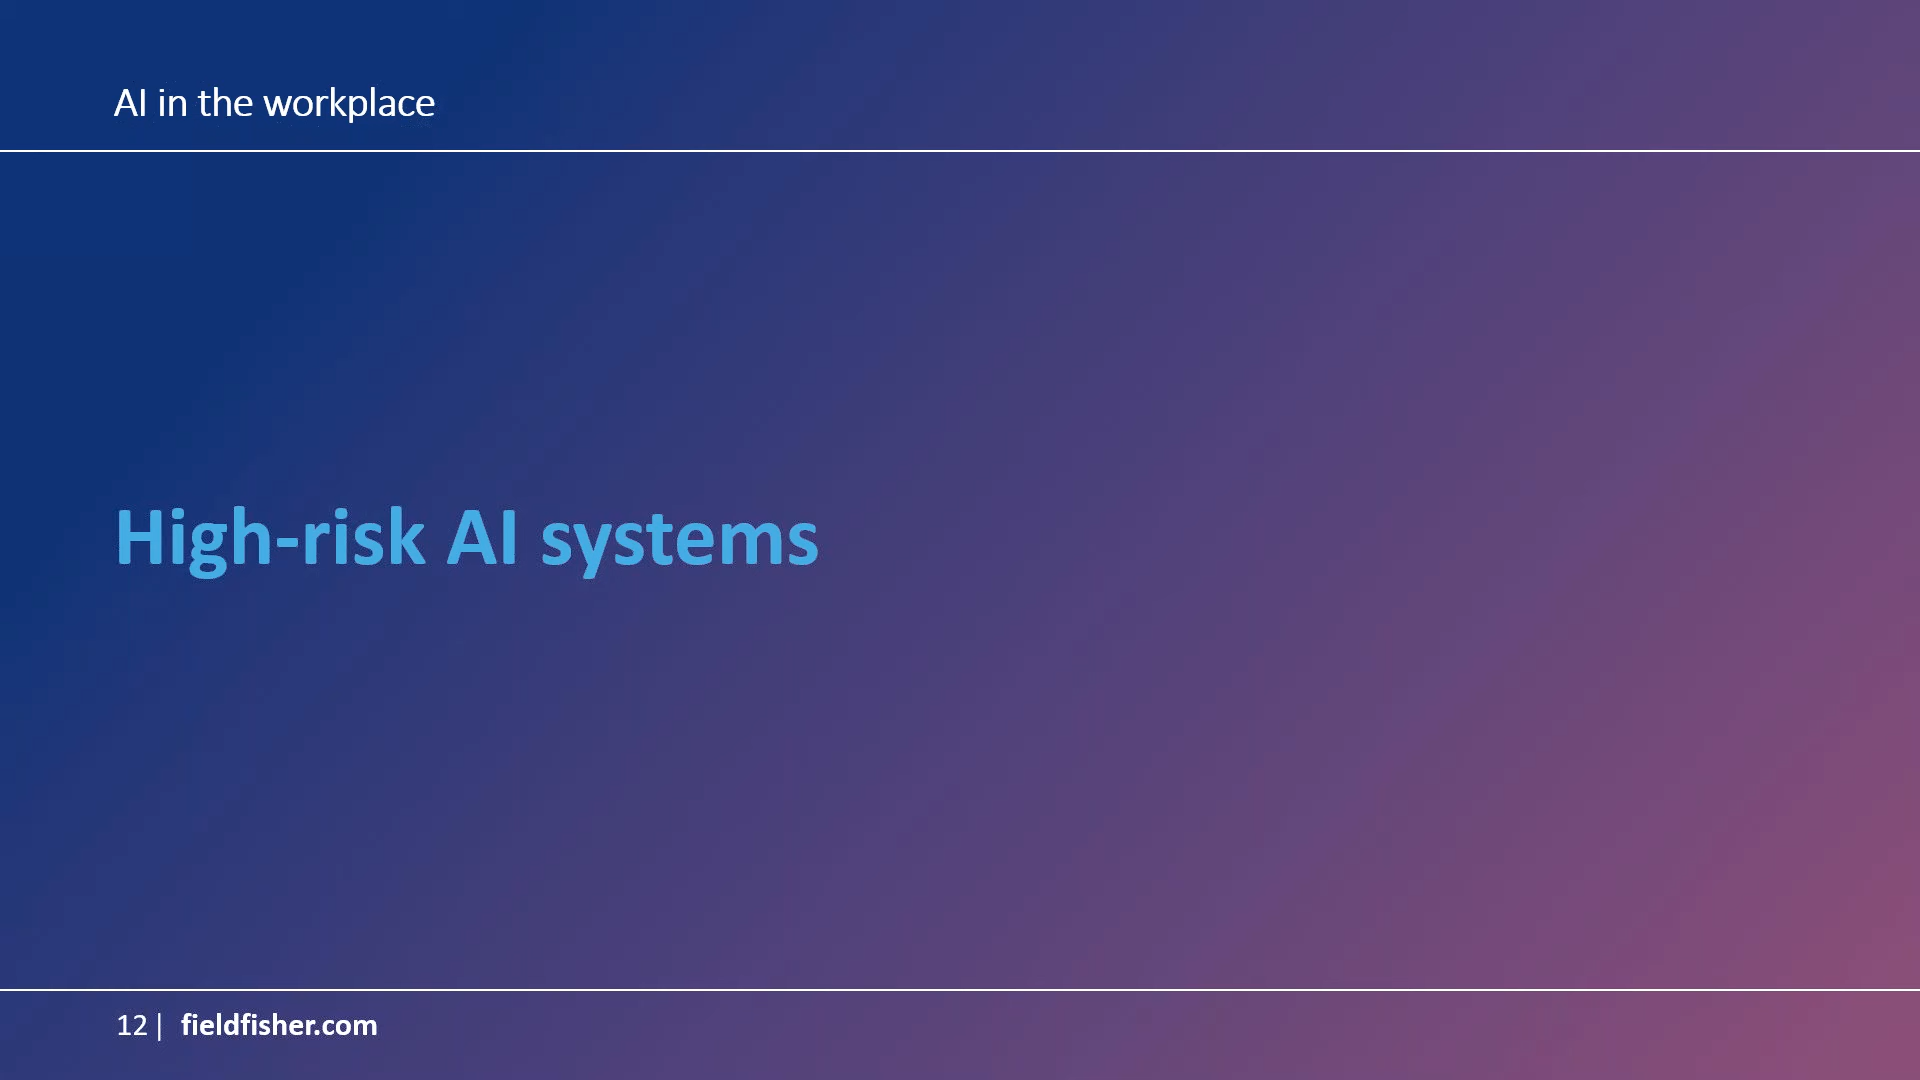 AI in the workplace
High-risk AI systems
12 | fieldfisher.com